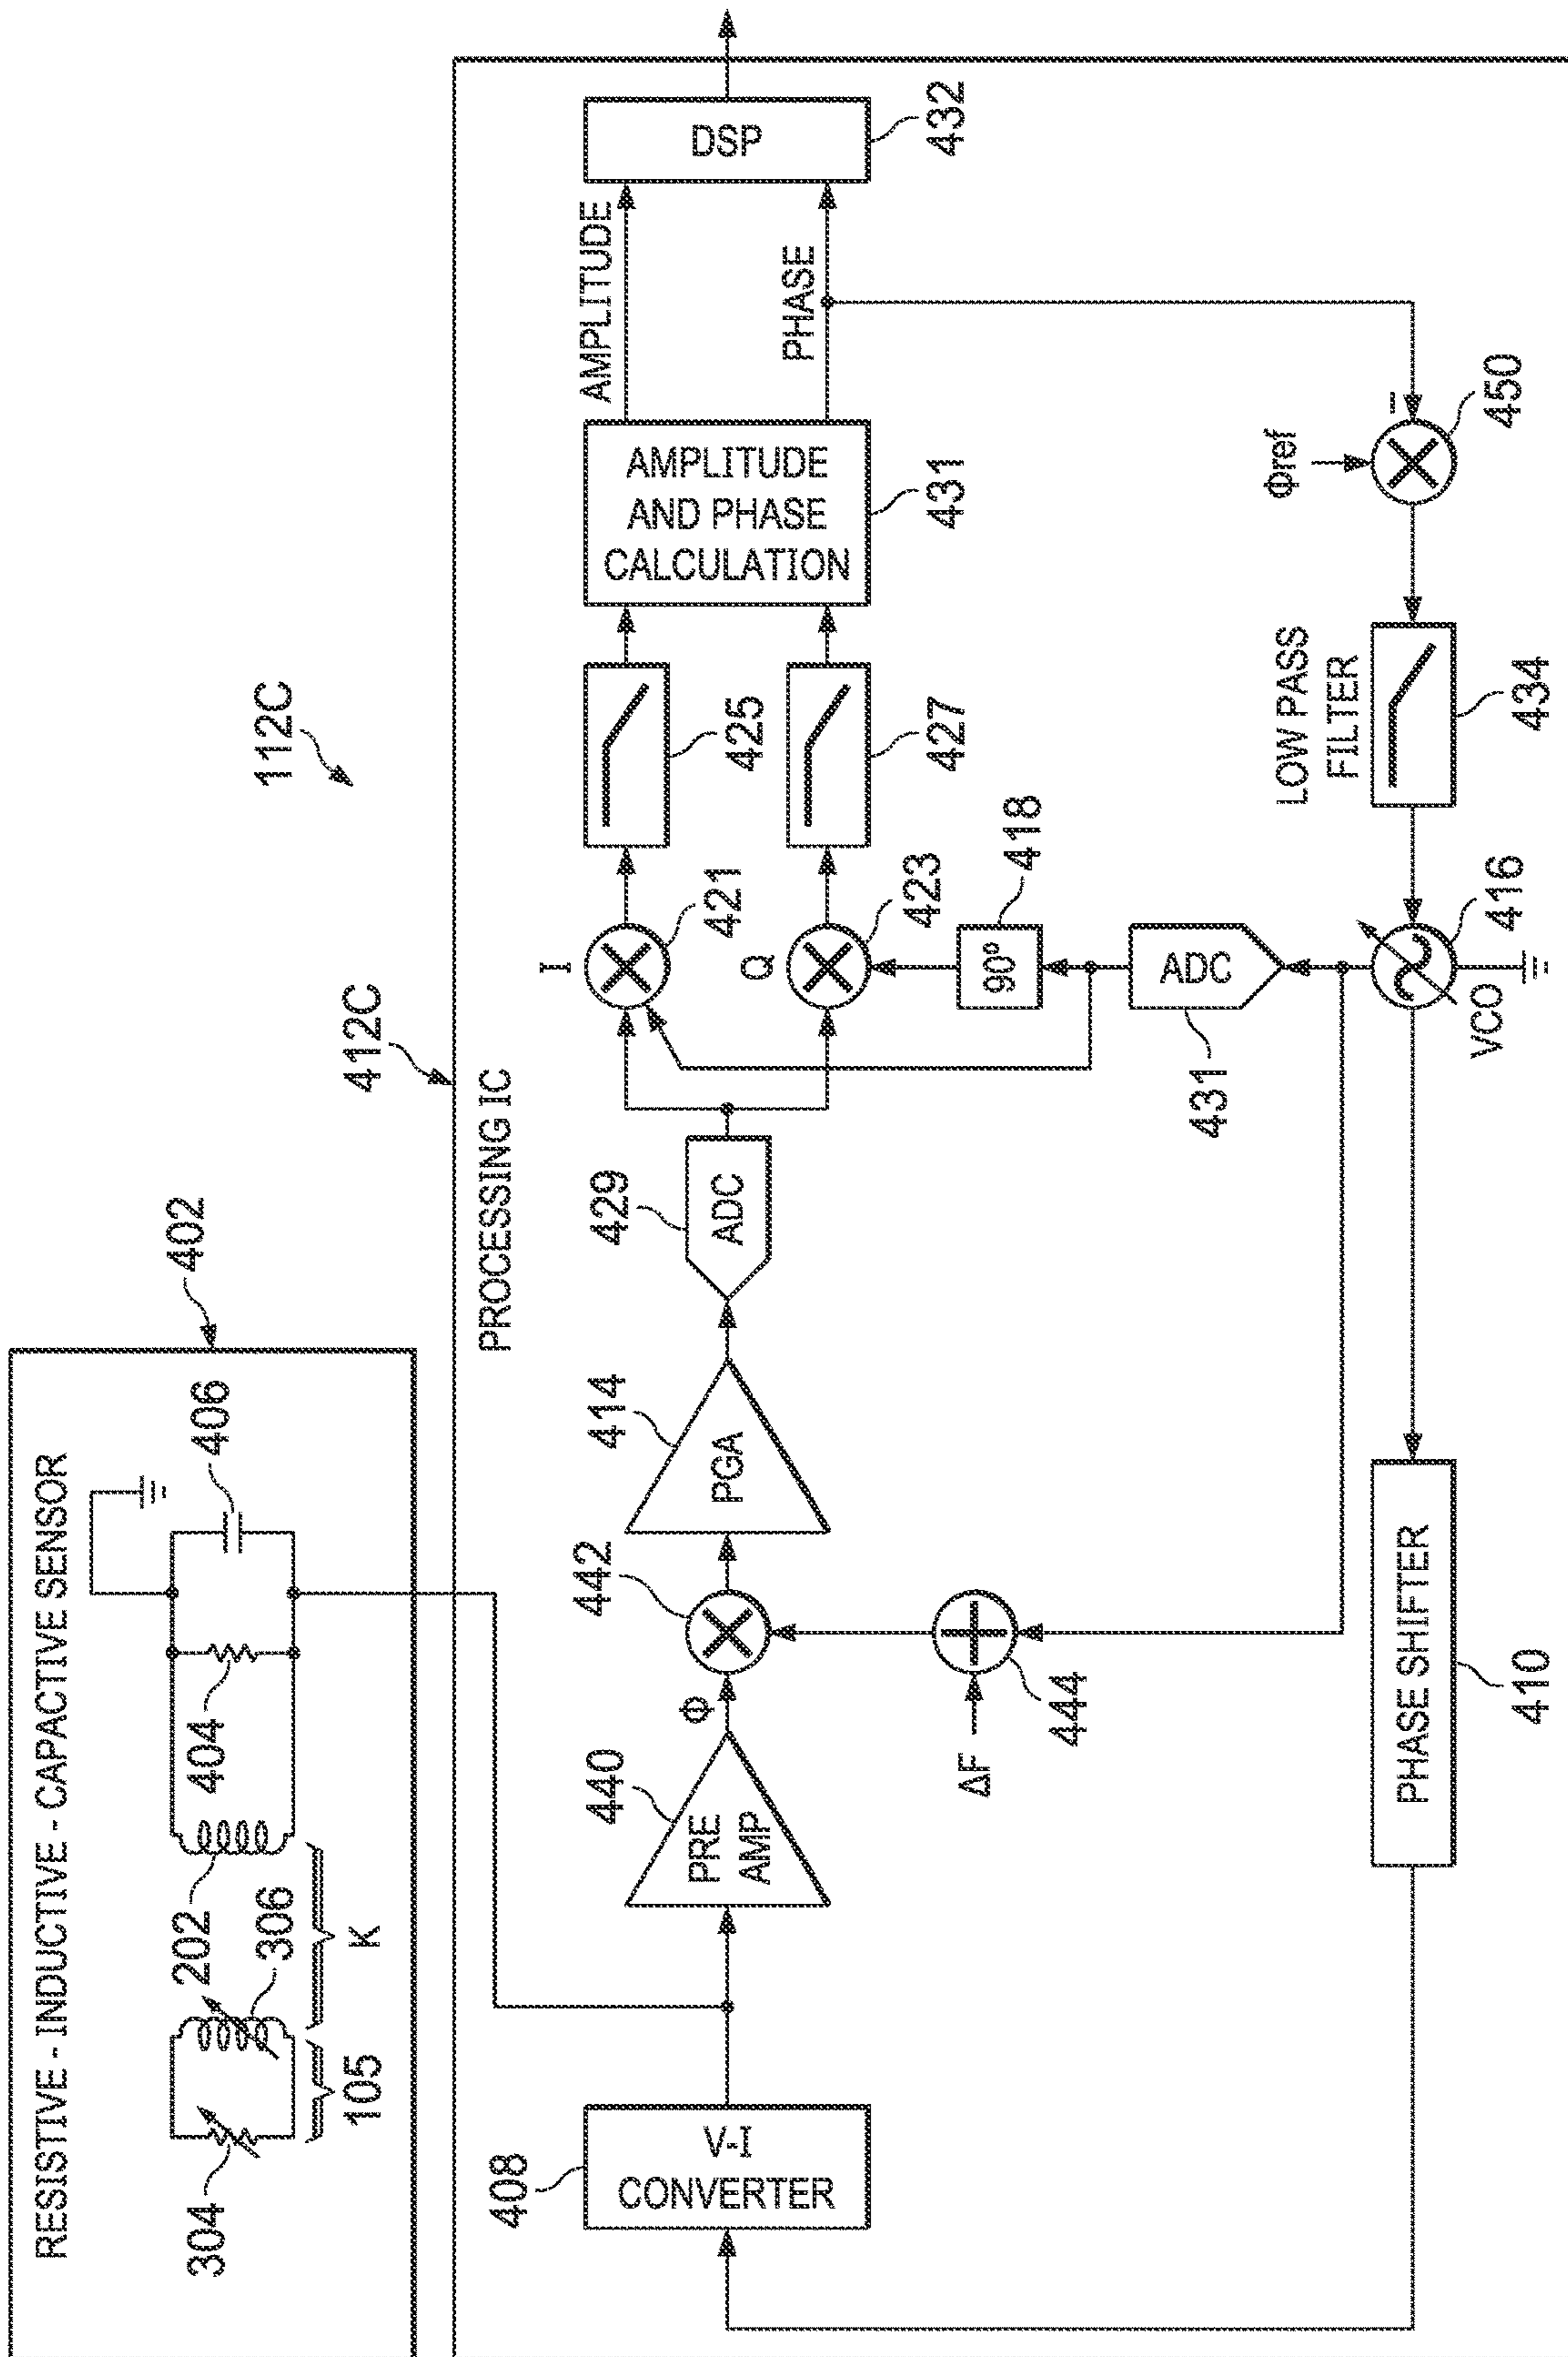 112C
402
RESISTIVE - INDUCTIVE - CAPACTIVE SENSOR
304
105
306
202
K
404
406
412C
PROCESSING IC
408
V-I
CONVERTER
440
PRE
AMP
Φ
442
444
ΔF
414
PGA
429
ADC
I
421
Q
423
90º
418
ADC
431
425
427
AMPLITUDE
AND PHASE
CALCULATION
431
AMPLITUDE
PHASE
DSP
432
Φref
–
450
LOW PASS
FILTER
434
416
VCO
PHASE SHIFTER
410